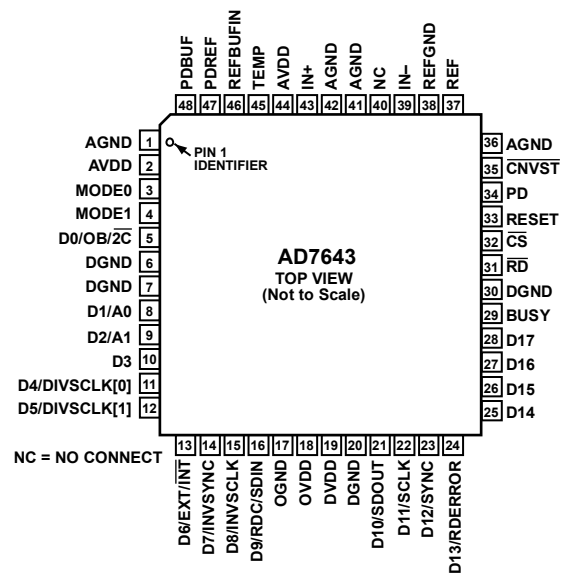 PDBUF
PDREF
REFBUFIN
TEMP
AVDD
IN+
AGND
AGND
NC
IN–
REFGND
REF
48 47 46 45 44 43 42 41 40 39 38 37
AGND 1
AVDD 2
MODE0 3
MODE1 4
D0/OB/2C 5
DGND 6
DGND 7
D1/A0 8
D2/A1 9
D3 10
D4/DIVSCLK[0] 11
D5/DIVSCLK[1] 12
PIN 1
IDENTIFIER
AD7643
TOP VIEW
(Not to Scale)
36 AGND
35 CNVST
34 PD
33 RESET
32 CS
31 RD
30 DGND
29 BUSY
28 D17
27 D16
26 D15
25 D14
13 14 15 16 17 18 19 20 21 22 23 24
D6/EXT/INT
D7/INVSYNC
D8/INVSCLK
D9/RDC/SDIN
OGND
OVDD
DVDD
DGND
D10/SDOUT
D11/SCLK
D12/SYNC
D13/RDERROR
NC = NO CONNECT